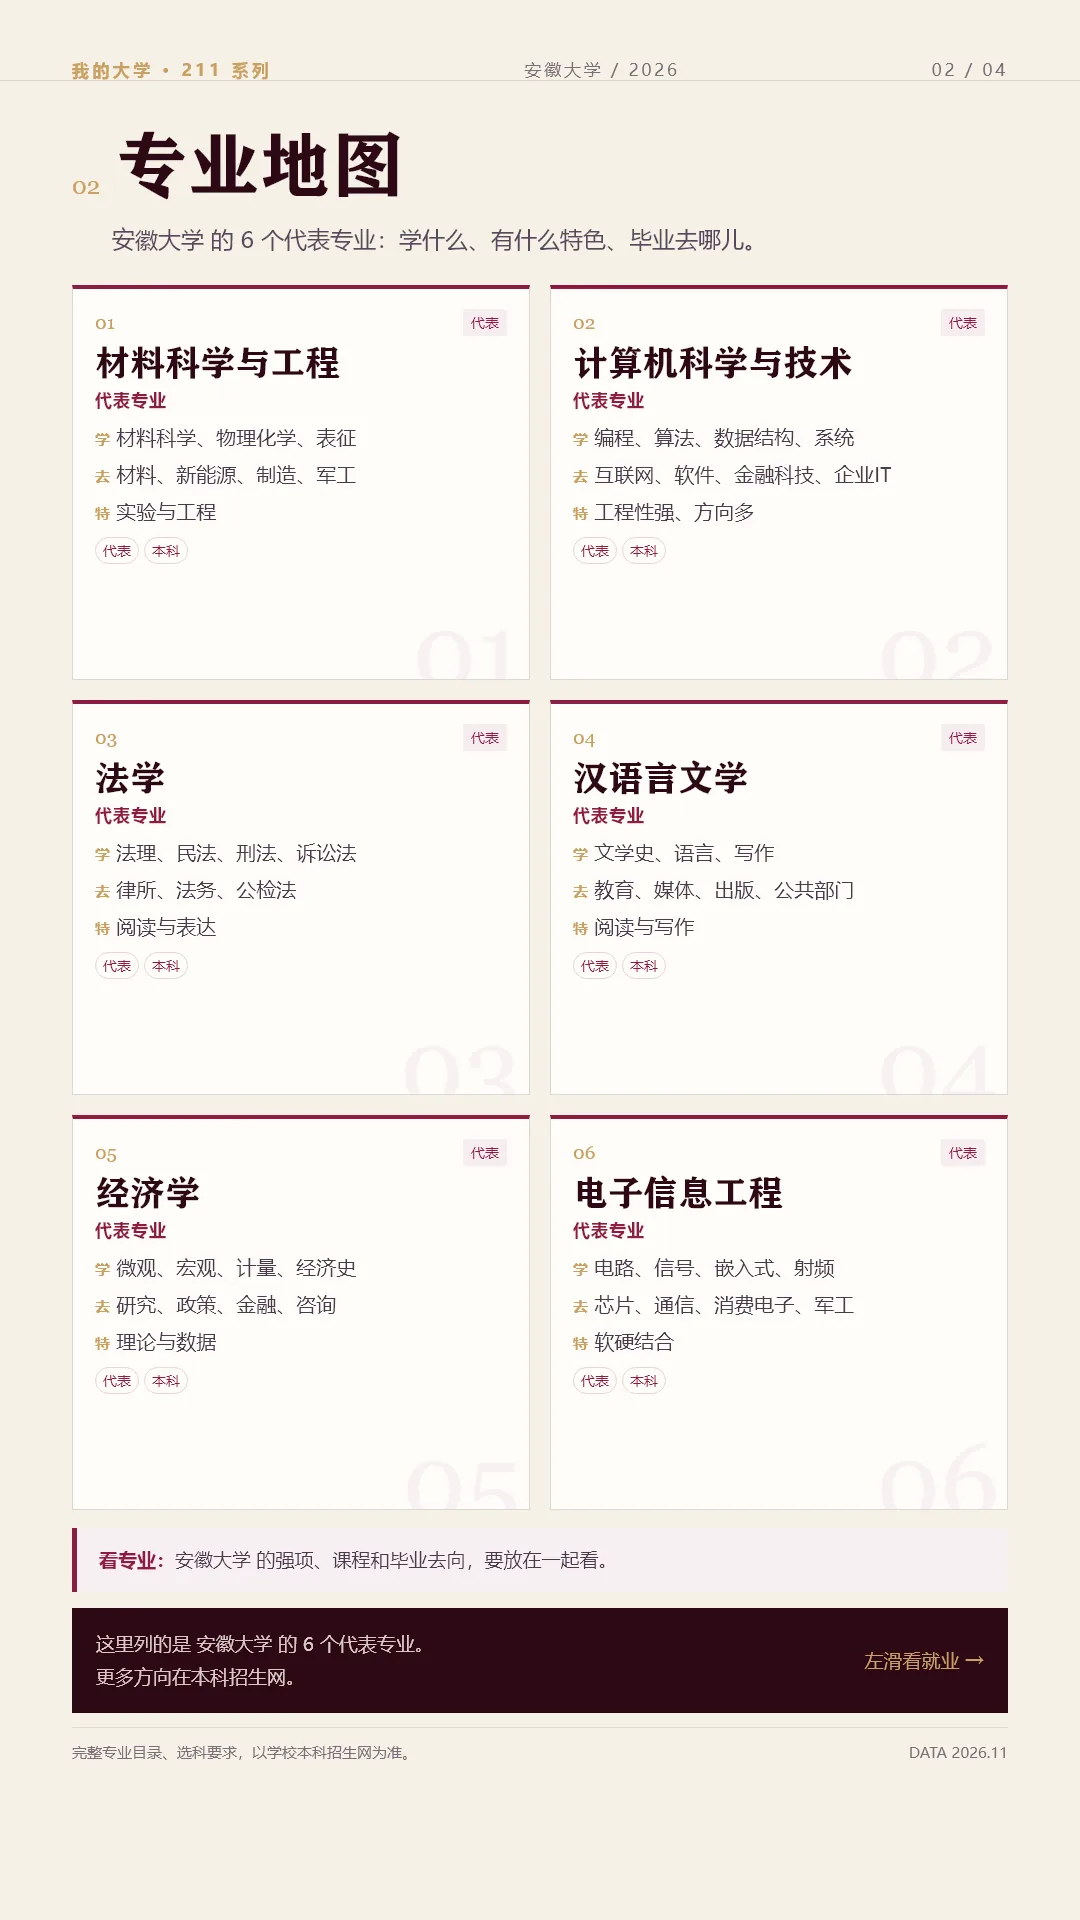 我的大学 · 211 系列
安徽大学 / 2026
02 / 04
02 专业地图
安徽大学 的 6 个代表专业：学什么、有什么特色、毕业去哪儿。
01 代表
材料科学与工程
代表专业
学 材料科学、物理化学、表征
去 材料、新能源、制造、军工
特 实验与工程
代表 本科
01
02 代表
计算机科学与技术
代表专业
学 编程、算法、数据结构、系统
去 互联网、软件、金融科技、企业IT
特 工程性强、方向多
代表 本科
02
03 代表
法学
代表专业
学 法理、民法、刑法、诉讼法
去 律所、法务、公检法
特 阅读与表达
代表 本科
03
04 代表
汉语言文学
代表专业
学 文学史、语言、写作
去 教育、媒体、出版、公共部门
特 阅读与写作
代表 本科
04
05 代表
经济学
代表专业
学 微观、宏观、计量、经济史
去 研究、政策、金融、咨询
特 理论与数据
代表 本科
05
06 代表
电子信息工程
代表专业
学 电路、信号、嵌入式、射频
去 芯片、通信、消费电子、军工
特 软硬结合
代表 本科
06
看专业：安徽大学 的强项、课程和毕业去向，要放在一起看。
这里列的是 安徽大学 的 6 个代表专业。
更多方向在本科招生网。
左滑看就业 →
完整专业目录、选科要求，以学校本科招生网为准。
DATA 2026.11